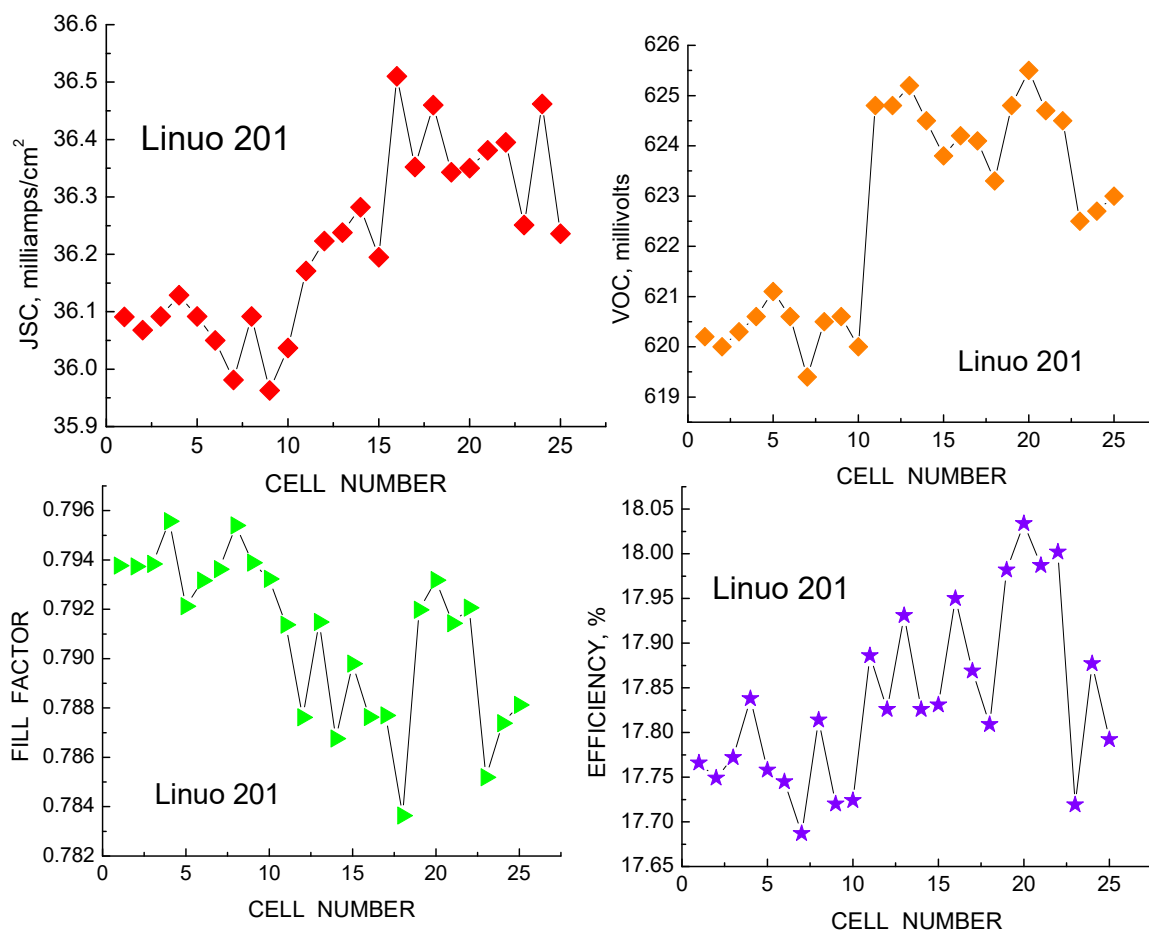 36.6
36.5
36.4
36.3
36.2
36.1
36.0
35.9
JSC, milliamps/cm²
Linuo 201
0 5 10 15 20 25
CELL NUMBER
626
625
624
623
622
621
620
619
VOC, millivolts
Linuo 201
0 5 10 15 20 25
CELL NUMBER
0.796
0.794
0.792
0.790
0.788
0.786
0.784
0.782
FILL FACTOR
Linuo 201
0 5 10 15 20 25
CELL NUMBER
18.05
18.00
17.95
17.90
17.85
17.80
17.75
17.70
17.65
EFFICIENCY, %
Linuo 201
0 5 10 15 20 25
CELL NUMBER